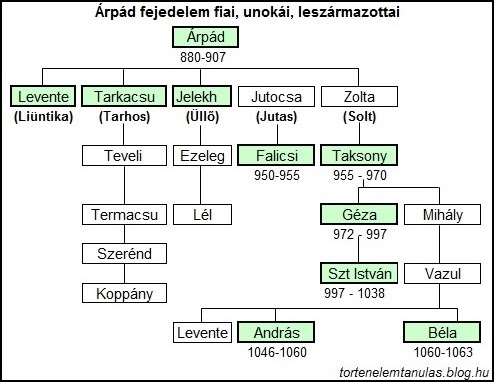 Árpád fejedelem fiai, unokái, leszármazottai
Árpád
880-907
Levente Tarkacsu Jelekh Jutocsa Zolta
(Liüntika) (Tarhos) (Üllő) (Jutas) (Solt)
Teveli Ezeleg Falicsi Taksony
950-955 955 - 970
Termacsu Lél Géza Mihály
972 - 997
Szerénd Szt István Vazul
Koppány
997 - 1038
Levente András Béla
1046-1060 1060-1063
tortenelemtanulas.blog.hu